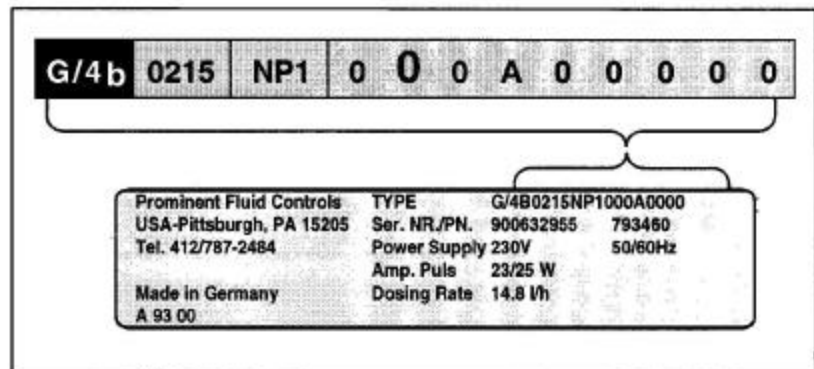 G/4b 0215 NP1 0 0 0 A 0 0 0 0 0
Prominent Fluid Controls TYPE G/4B0215NP1000A0000
USA-Pittsburgh, PA 15205 Ser. NR./PN. 900632955 793460
Tel. 412/787-2484 Power Supply 230V 50/60Hz
Amp. Puls 23/25 W
Made in Germany Dosing Rate 14.8 l/h
A 93 00